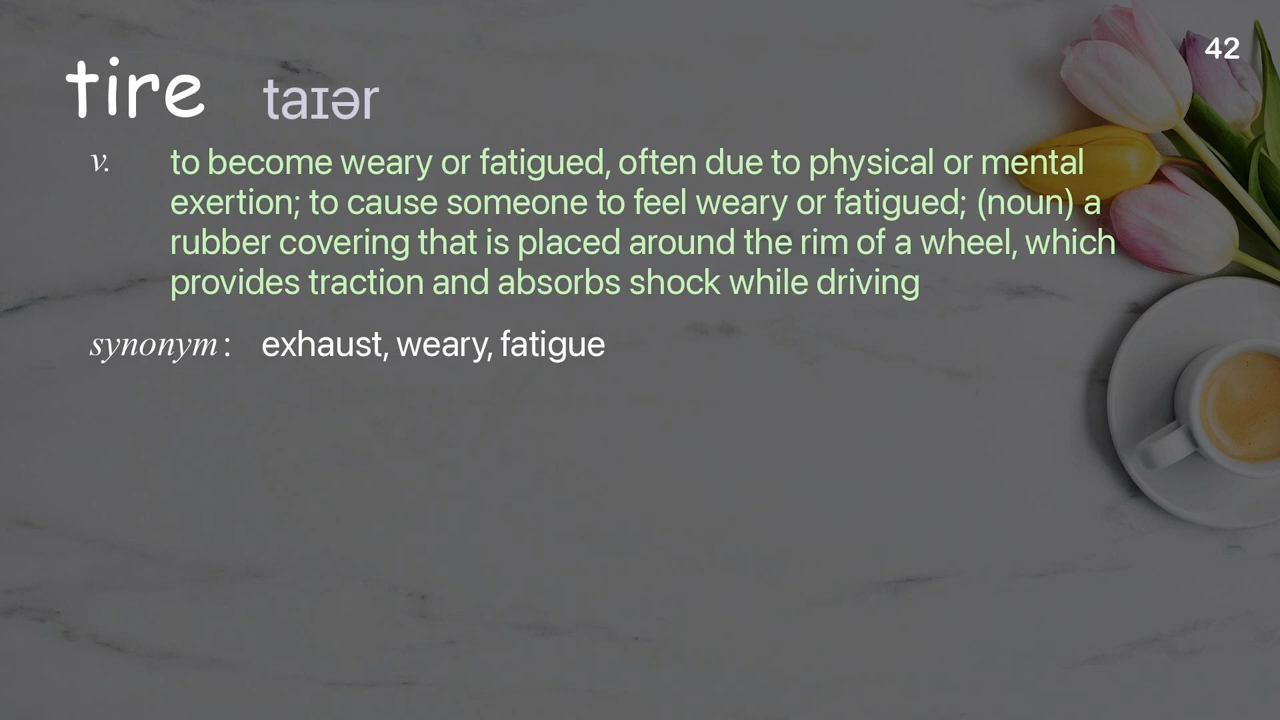 42
tire taɪər
v. to become weary or fatigued, often due to physical or mental
exertion; to cause someone to feel weary or fatigued; (noun) a
rubber covering that is placed around the rim of a wheel, which
provides traction and absorbs shock while driving
synonym : exhaust, weary, fatigue